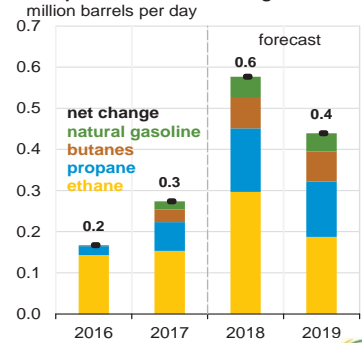 million barrels per day
0.7
forecast
0.6
0.6
0.5
0.4
net change
natural gasoline
0.4
butanes
propane
0.3
ethane
0.3
0.2
0.2
0.1
0.0
2016 2017 2018 2019